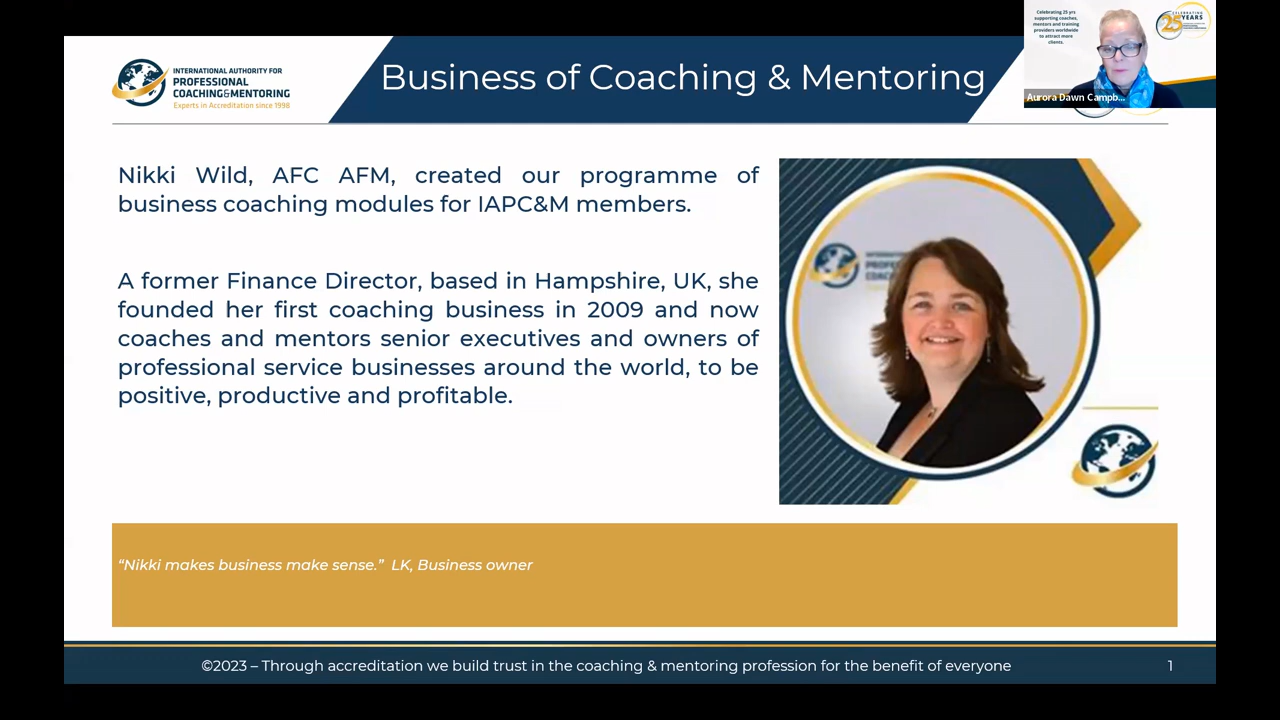 Celebrating 25 yrs
supporting coaches,
mentors and training
providers worldwide
to attract more
clients.
CELEBRATING
25 YEARS
Aurora Dawn Campb...
INTERNATIONAL AUTHORITY FOR
PROFESSIONAL
COACHING&MENTORING
Experts in Accreditation since 1998
Business of Coaching & Mentoring
Nikki Wild, AFC AFM, created our programme of
business coaching modules for IAPC&M members.
A former Finance Director, based in Hampshire, UK, she
founded her first coaching business in 2009 and now
coaches and mentors senior executives and owners of
professional service businesses around the world, to be
positive, productive and profitable.
“Nikki makes business make sense.” LK, Business owner
©2023 – Through accreditation we build trust in the coaching & mentoring profession for the benefit of everyone
1